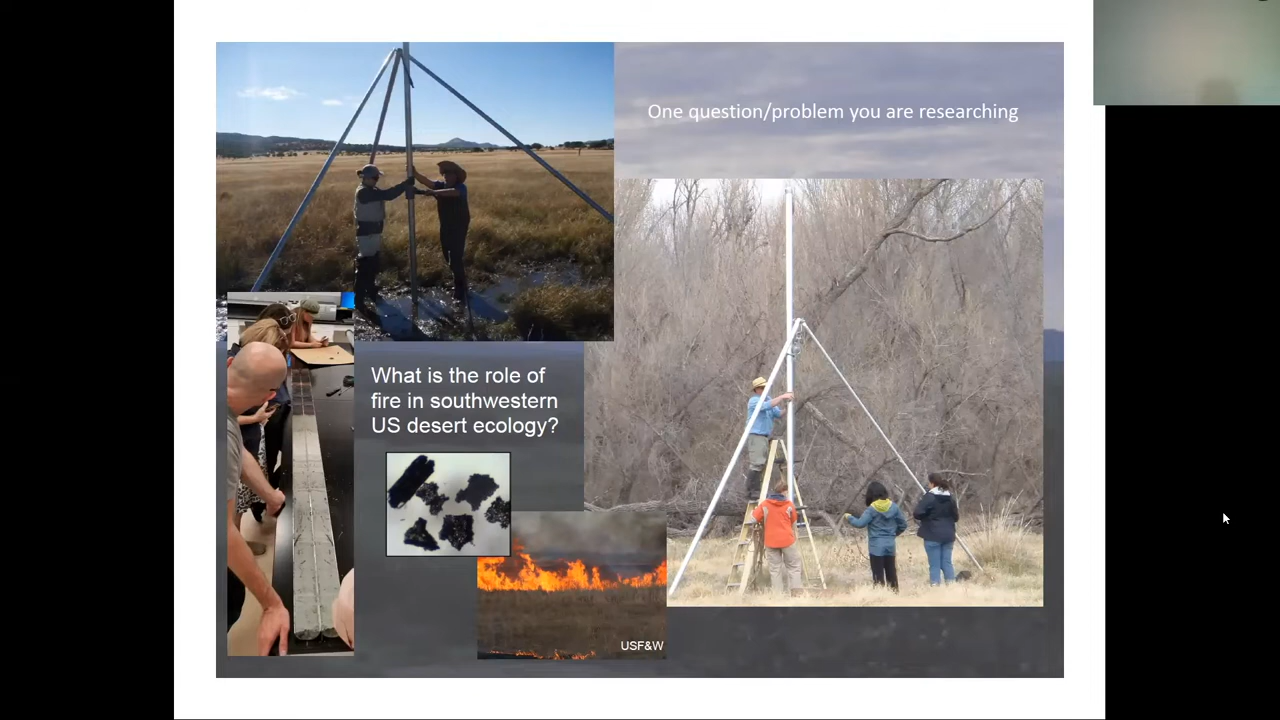 One question/problem you are researching
What is the role of
fire in southwestern
US desert ecology?
USF&W